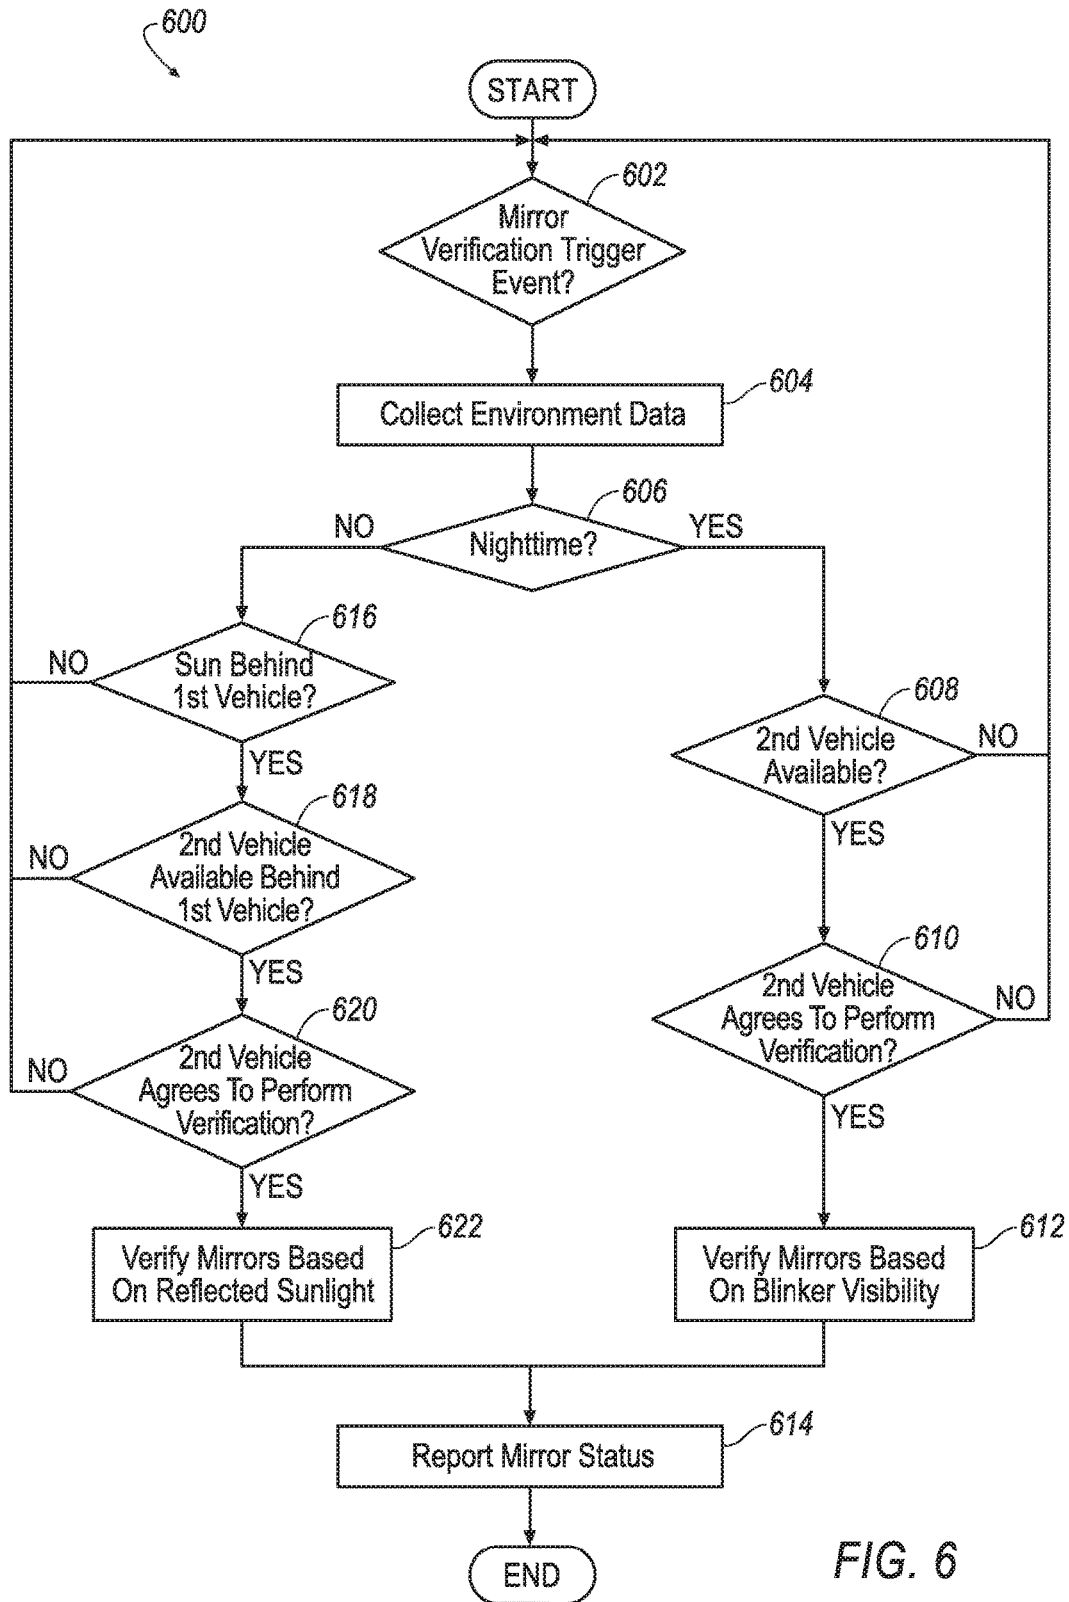 600
START
602
Mirror
Verification Trigger
Event?
604
Collect Environment Data
606
NO
Nighttime?
YES
616
NO
Sun Behind
1st Vehicle?
YES
608
2nd Vehicle
Available?
NO
YES
618
NO
2nd Vehicle
Available Behind
1st Vehicle?
YES
610
2nd Vehicle
Agrees To Perform
Verification?
NO
YES
620
NO
2nd Vehicle
Agrees To Perform
Verification?
YES
622
Verify Mirrors Based
On Reflected Sunlight
612
Verify Mirrors Based
On Blinker Visibility
614
Report Mirror Status
END
FIG. 6